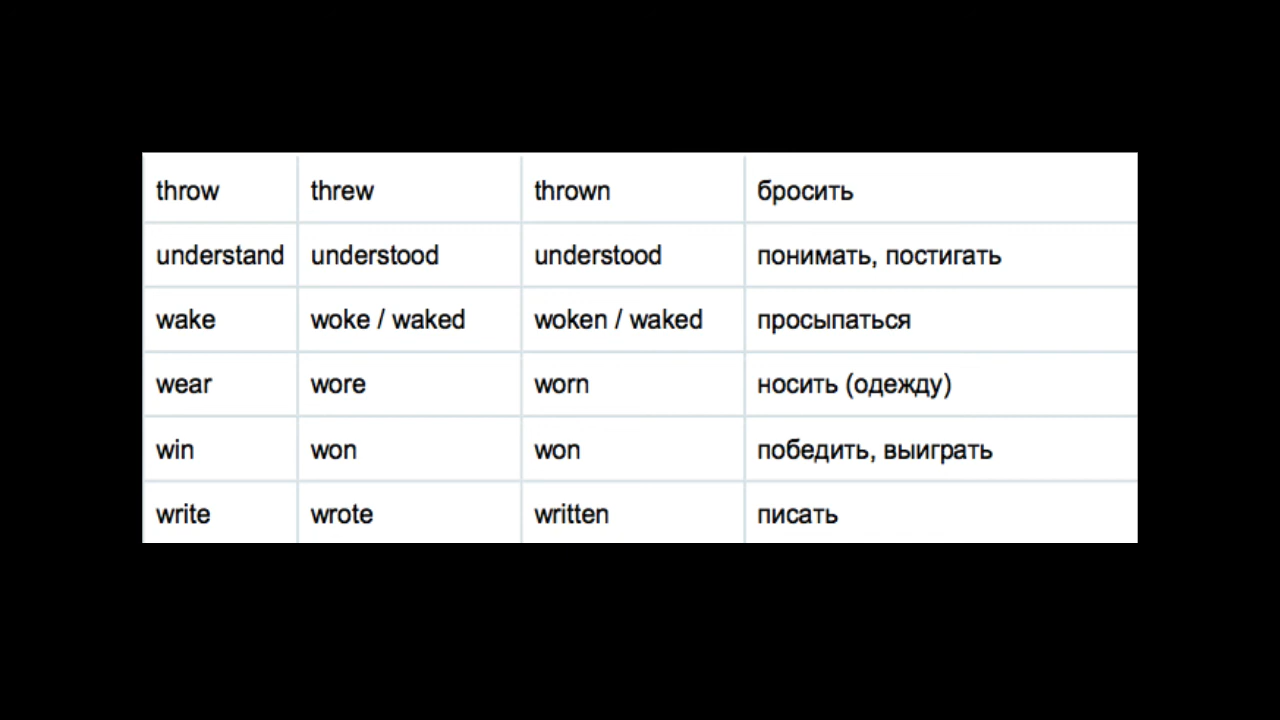 throw threw thrown бросить
understand understood understood понимать, постигать
wake woke / waked woken / waked просыпаться
wear wore worn носить (одежду)
win won won победить, выиграть
write wrote written писать